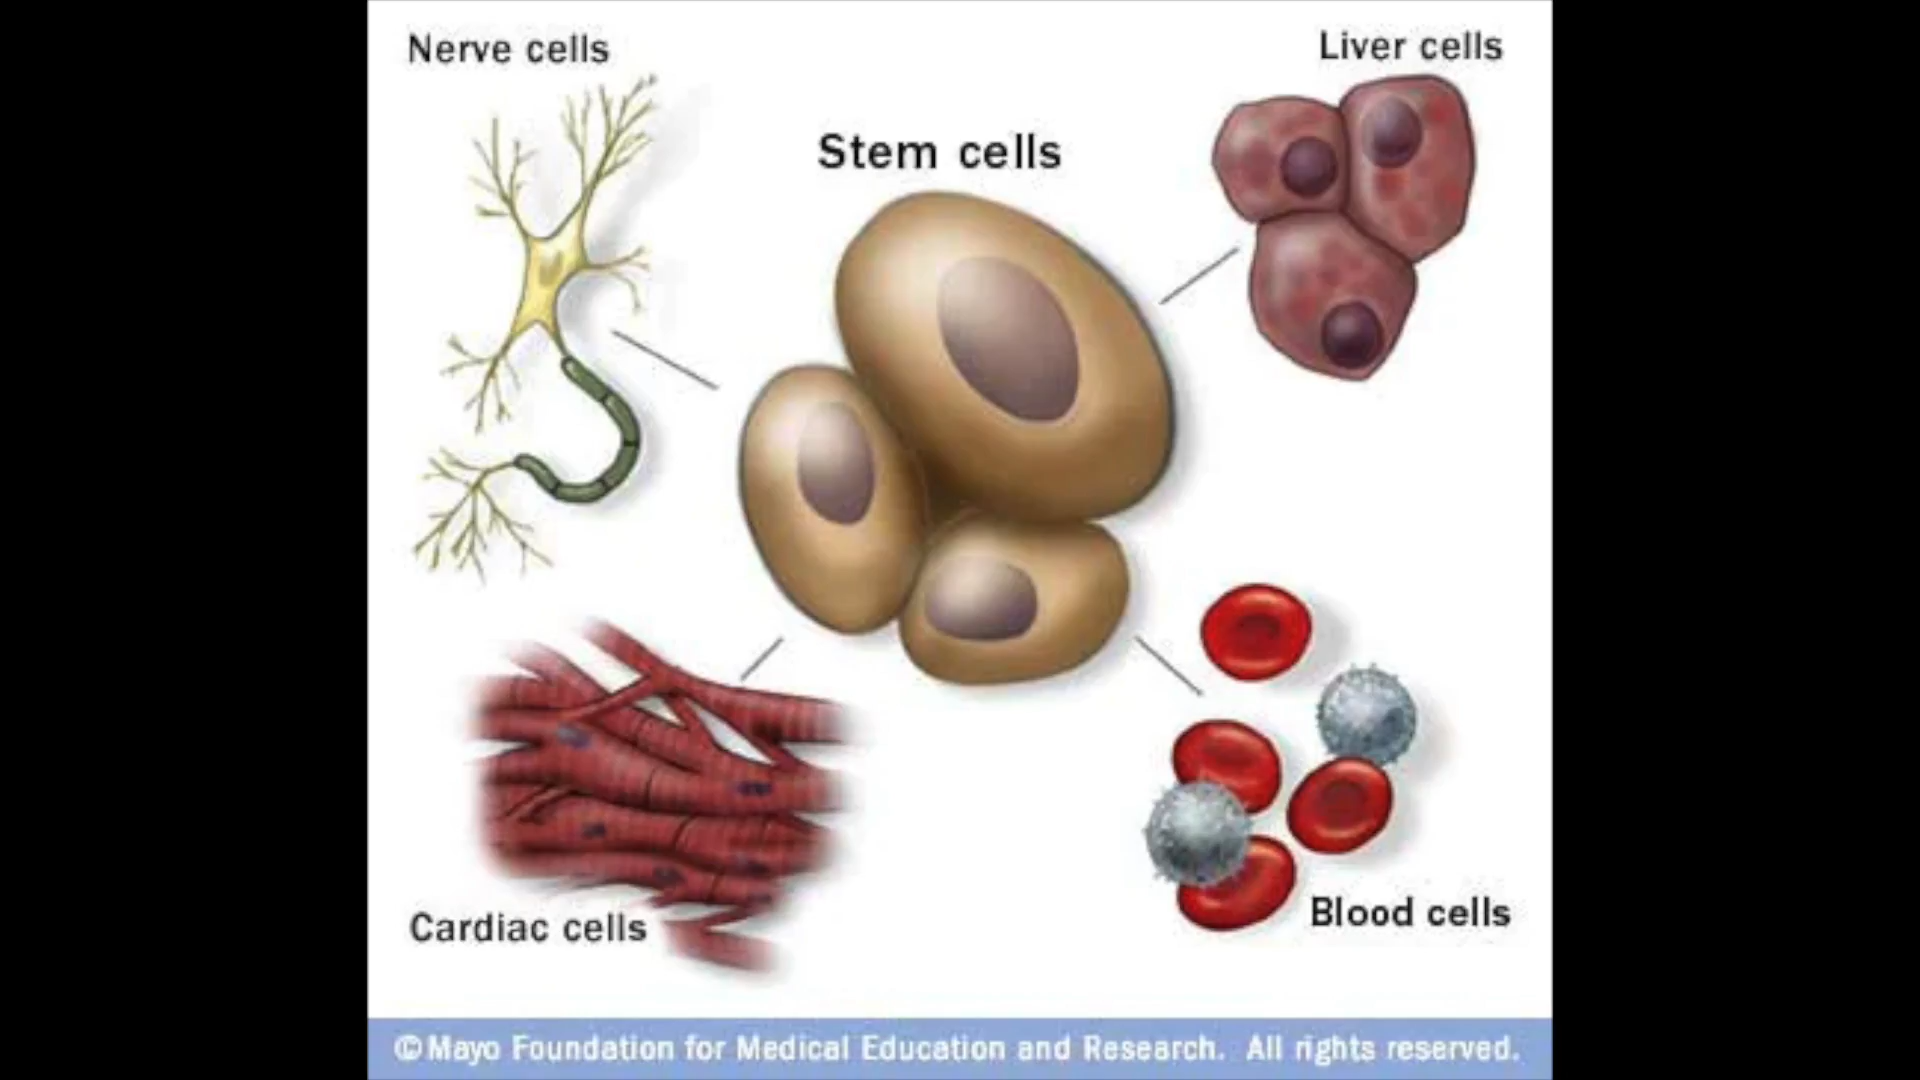 Nerve cells
Liver cells
Stem cells
Cardiac cells
Blood cells
©Mayo Foundation for Medical Education and Research. All rights reserved.